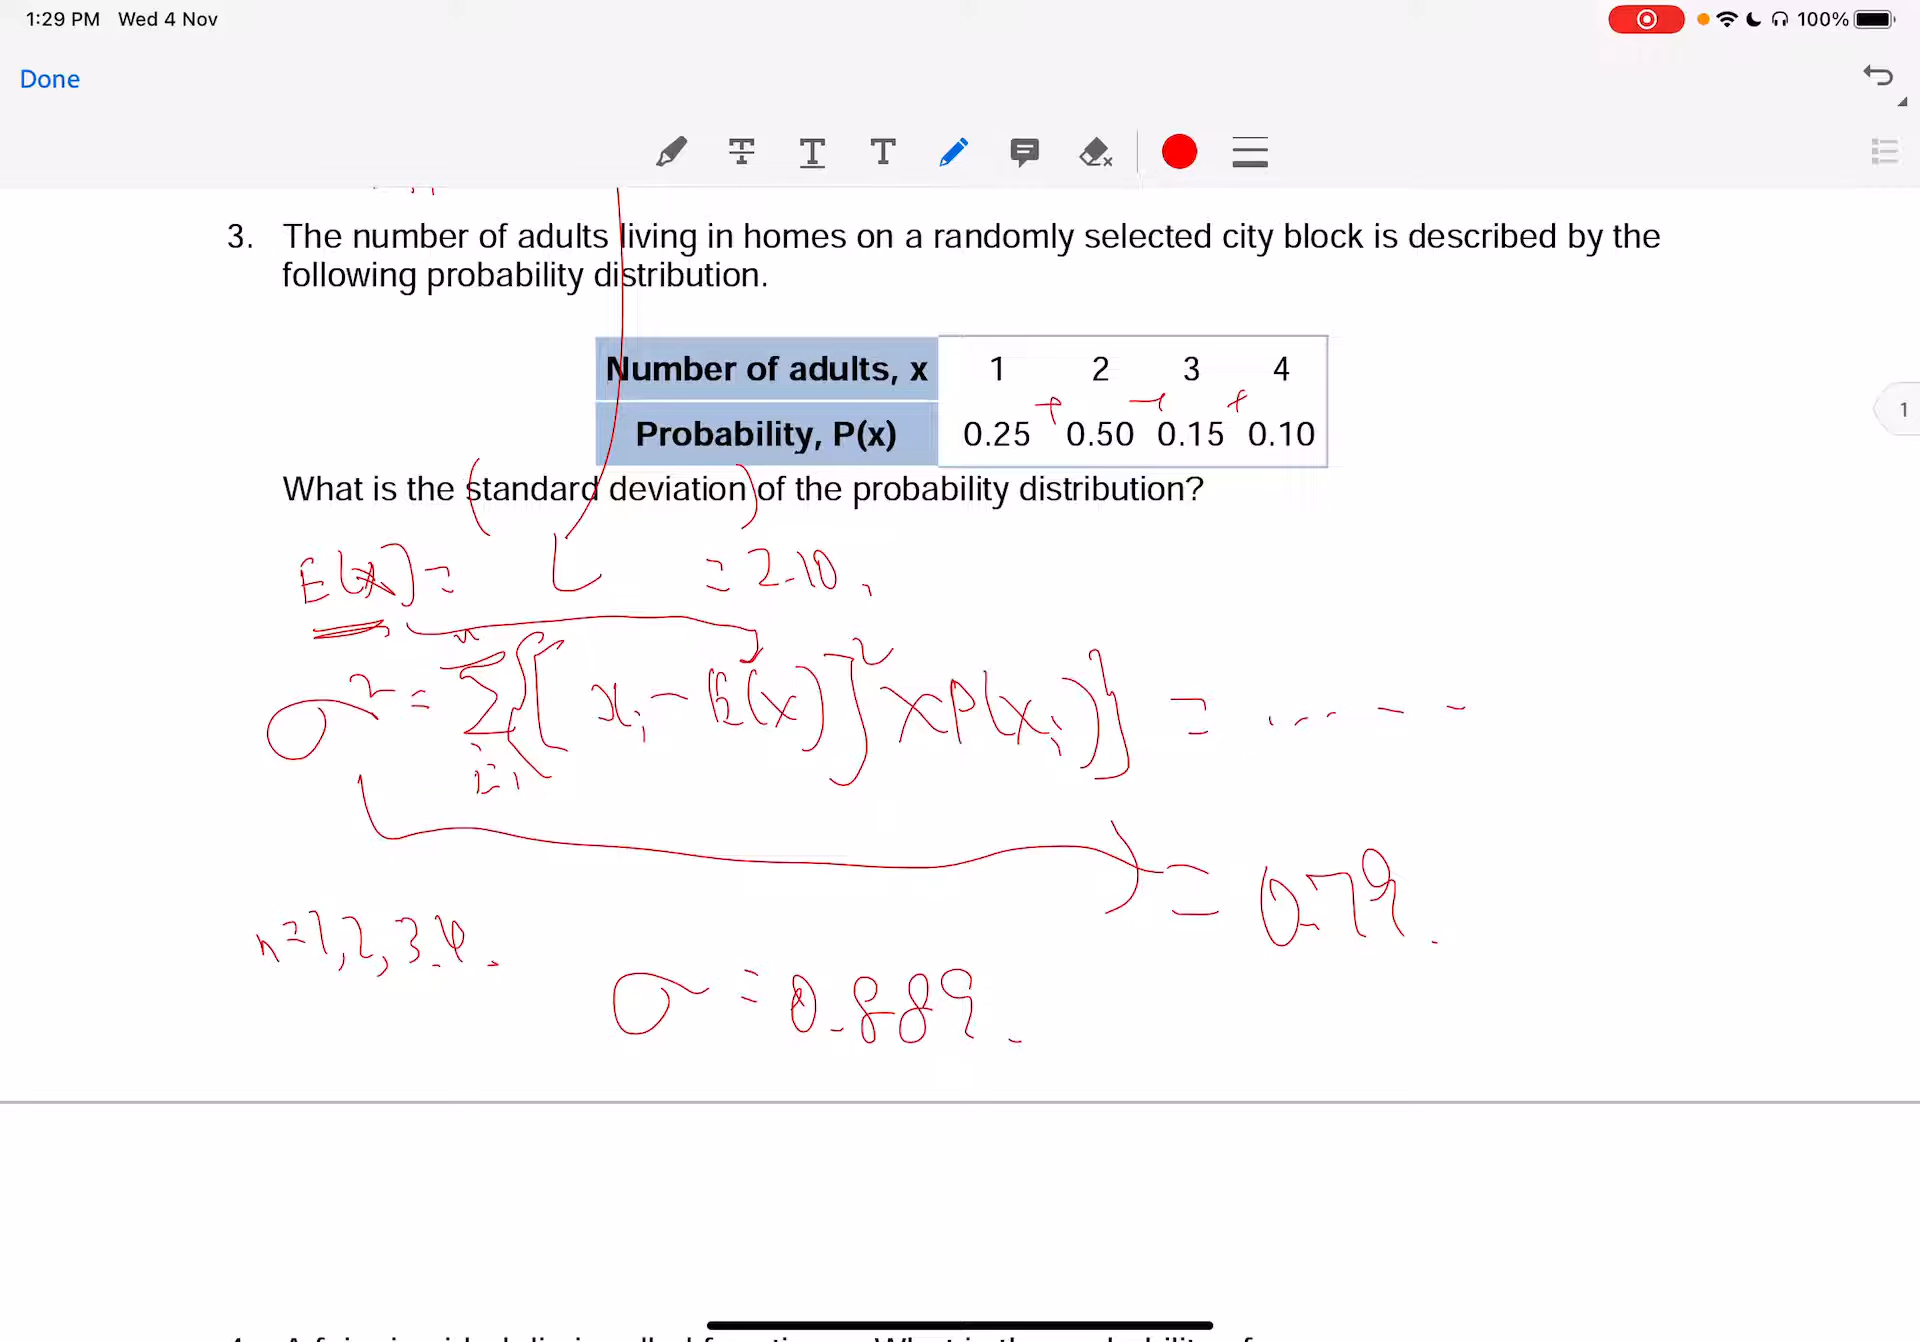 1:29 PM Wed 4 Nov
100%
Done
3. The number of adults living in homes on a randomly selected city block is described by the
following probability distribution.
Number of adults, x 1 2 3 4
+ + +
Probability, P(x) 0.25 0.50 0.15 0.10
1
What is the (standard deviation) of the probability distribution?
E(x) = = 2.10,
σ² = Σ { [ xᵢ - E(x) ]² x P(xᵢ) } = ......
n
i=1
= 0.79.
n=1,2,3.4.
σ = 0.889.